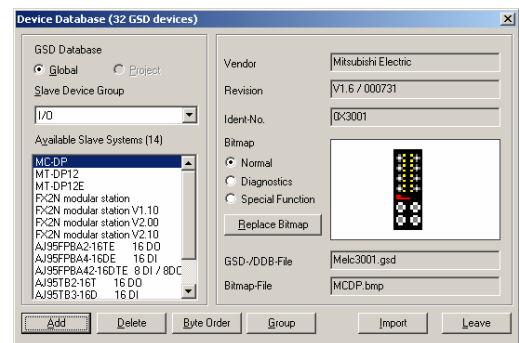 Device Database (32 GSD devices)
GSD Database
Global Project
Slave Device Group
I/O
Available Slave Systems (14)
MC-DP
MT-DP12
MT-DP12E
FX2N modular station
FX2N modular station V1.10
FX2N modular station V2.00
FX2N modular station V2.10
AJ95FPBA2-16TE 16 DO
AJ95FPBA4-16DE 16 DI
AJ95FPBA42-16DTE 8 DI / 8DO
AJ95TB2-16T 16 DO
AJ95TB3-16D 16 DI
Vendor Mitsubishi Electric
Revision V1.6 / 000731
Ident-No. 0X3001
Bitmap
Normal
Diagnostics
Special Function
Replace Bitmap
GSD-/DDB-File Melc3001.gsd
Bitmap-File MCDP.bmp
Add Delete Byte Order Group Import Leave